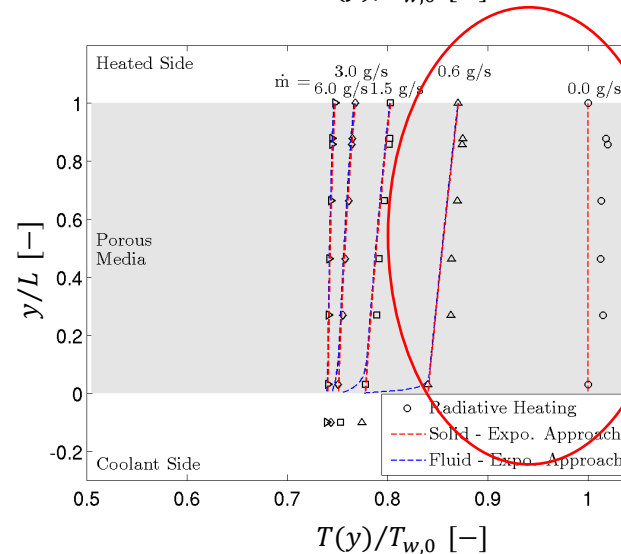 Heated Side
3.0 g/s
0.6 g/s
ṁ = 6.0 g/s 1.5 g/s
0.0 g/s
1
0.8
0.6
0.4
0.2
0
-0.2
y/L [−]
Porous
Media
Radiative Heating
Solid - Expo. Approach
Fluid - Expo. Approach
Coolant Side
0.5
0.6
0.7
0.8
0.9
1
T(y)/T_{w,0} [−]